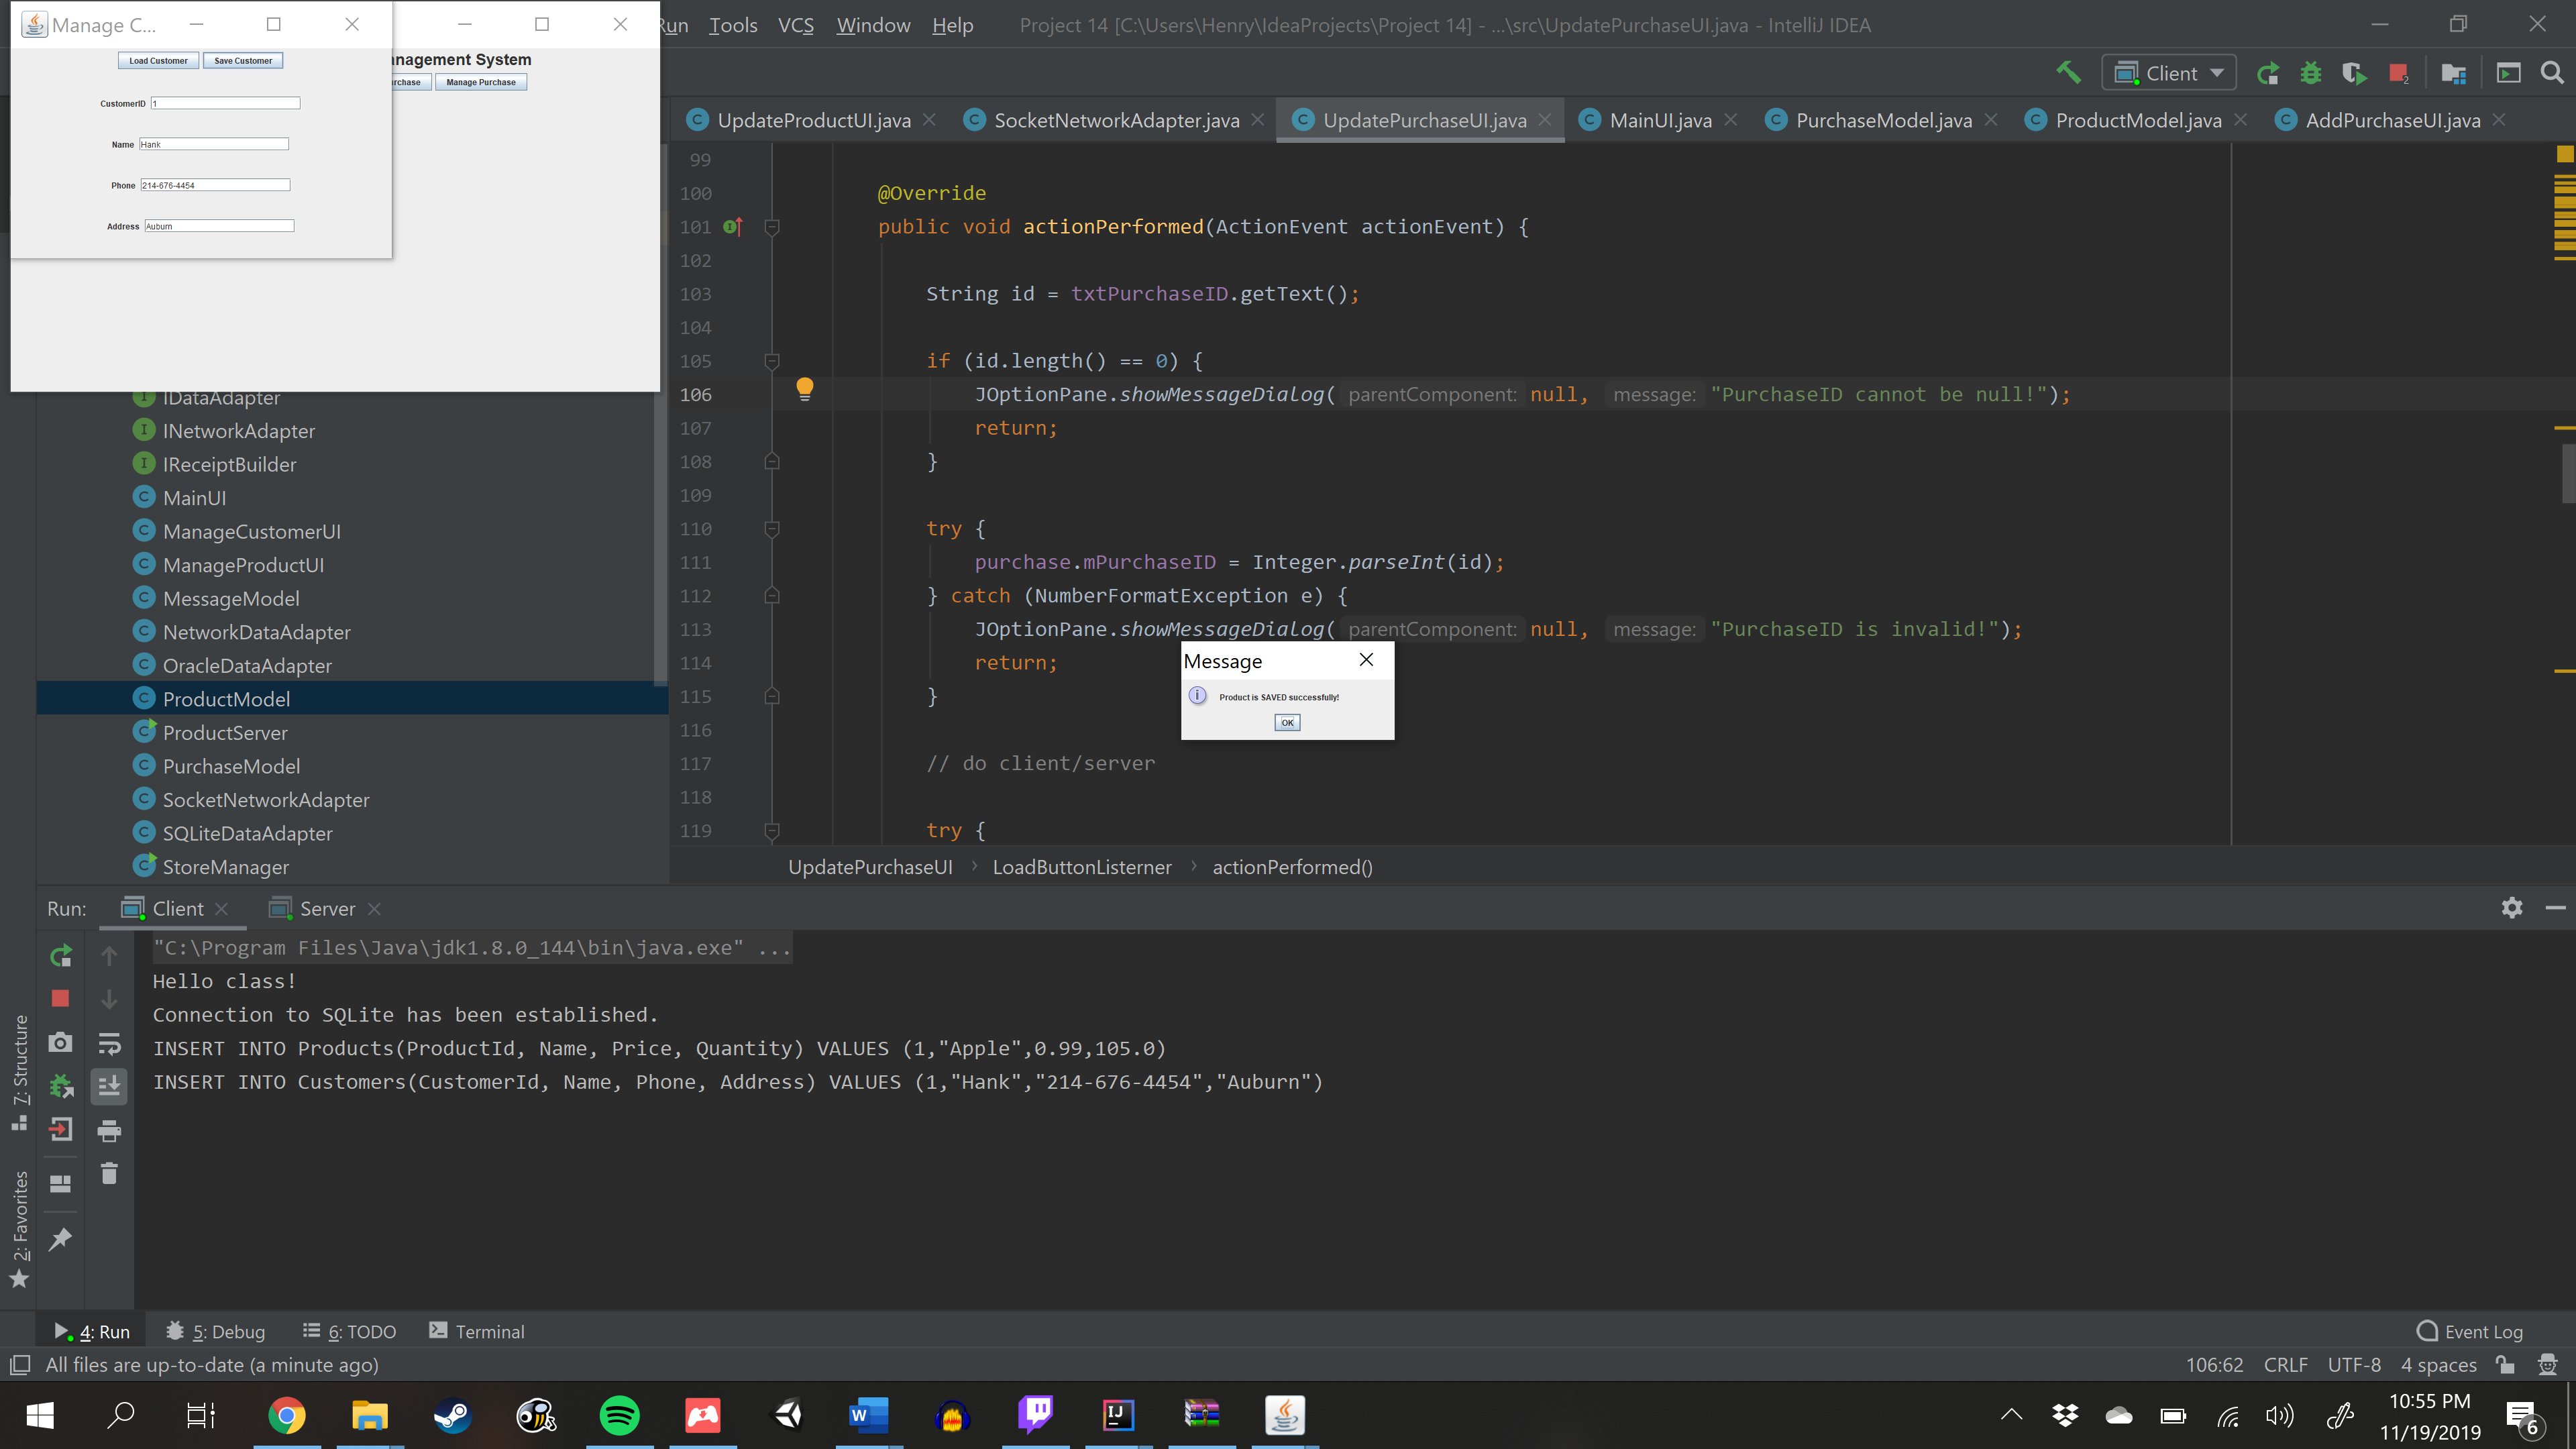 Manage C...
Load Customer Save Customer
CustomerID 1
Name Hank
Phone 214-676-4454
Address Auburn
nagement System
rchase Manage Purchase
Run Tools VCS Window Help Project 14 [C:\Users\Henry\IdeaProjects\Project 14] - ...\src\UpdatePurchaseUI.java - IntelliJ IDEA
Client 2
UpdateProductUI.java SocketNetworkAdapter.java UpdatePurchaseUI.java MainUI.java PurchaseModel.java ProductModel.java AddPurchaseUI.java
IDataAdapter
INetworkAdapter
IReceiptBuilder
MainUI
ManageCustomerUI
ManageProductUI
MessageModel
NetworkDataAdapter
OracleDataAdapter
ProductModel
ProductServer
PurchaseModel
SocketNetworkAdapter
SQLiteDataAdapter
StoreManager
99
100 @Override
101 public void actionPerformed(ActionEvent actionEvent) {
102
103 String id = txtPurchaseID.getText();
104
105 if (id.length() == 0) {
106 JOptionPane.showMessageDialog( parentComponent: null, message: "PurchaseID cannot be null!");
107 return;
108 }
109
110 try {
111 purchase.mPurchaseID = Integer.parseInt(id);
112 } catch (NumberFormatException e) {
113 JOptionPane.showMessageDialog( parentComponent: null, message: "PurchaseID is invalid!");
114 return;
115 }
116
117 // do client/server
118
119 try {
Message
Product is SAVED successfully!
OK
UpdatePurchaseUI › LoadButtonListerner › actionPerformed()
Run: Client Server
"C:\Program Files\Java\jdk1.8.0_144\bin\java.exe" ...
Hello class!
Connection to SQLite has been established.
INSERT INTO Products(ProductId, Name, Price, Quantity) VALUES (1,"Apple",0.99,105.0)
INSERT INTO Customers(CustomerId, Name, Phone, Address) VALUES (1,"Hank","214-676-4454","Auburn")
7: Structure
2: Favorites
4: Run 5: Debug 6: TODO Terminal Event Log
All files are up-to-date (a minute ago) 106:62 CRLF UTF-8 4 spaces
10:55 PM
11/19/2019
6